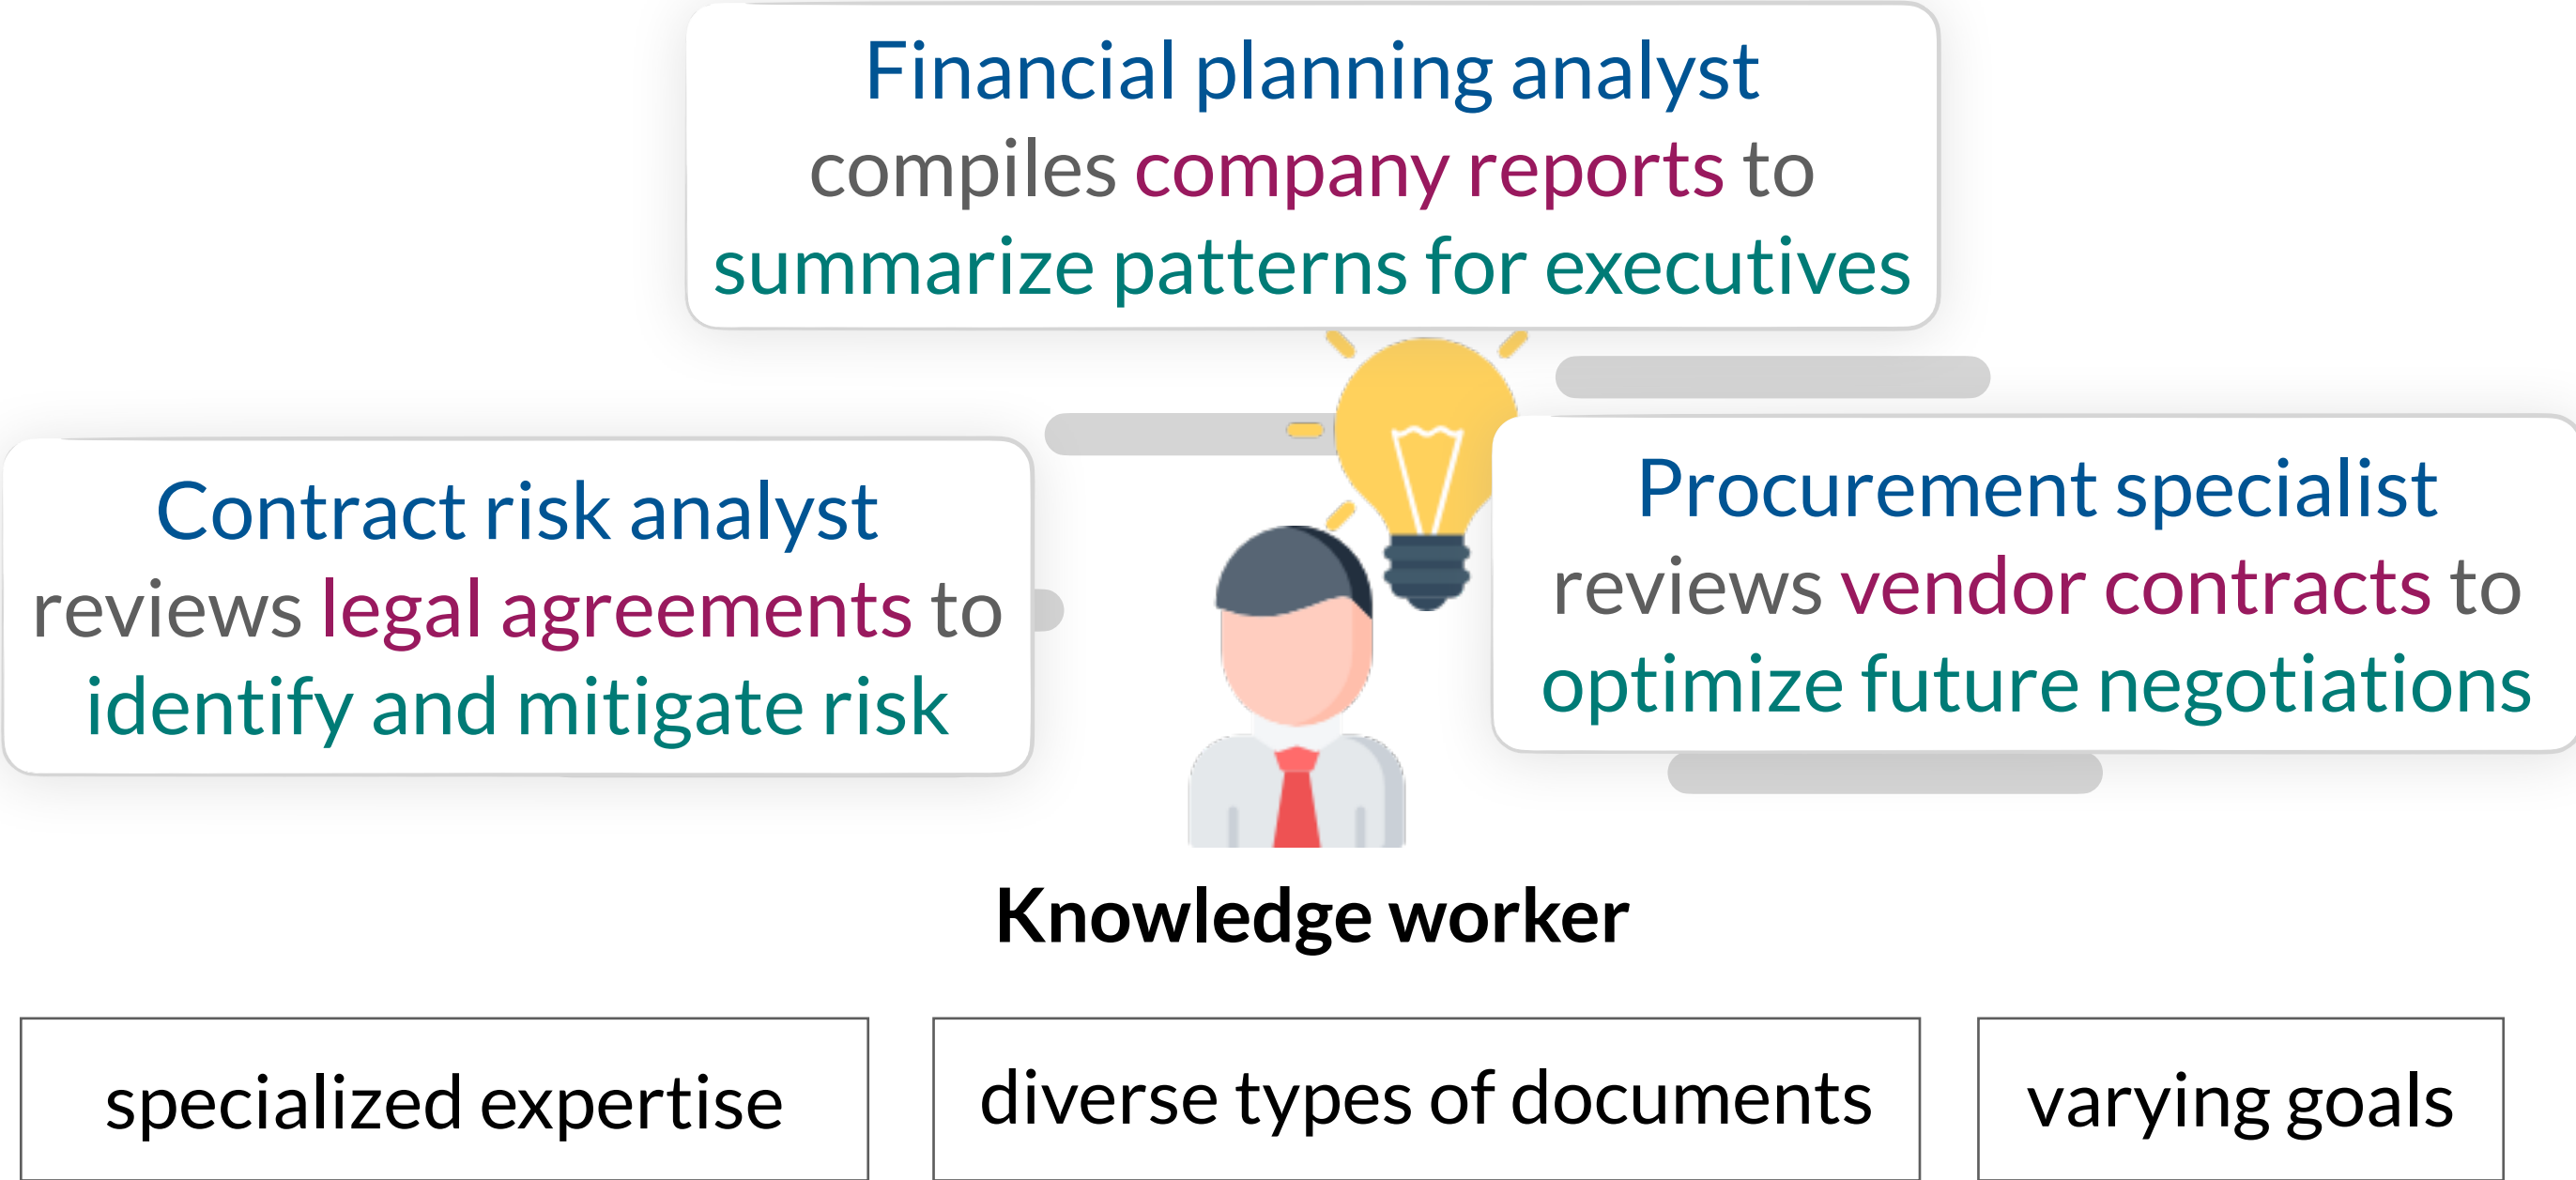 Financial planning analyst
compiles company reports to
summarize patterns for executives
Contract risk analyst
reviews legal agreements to
identify and mitigate risk
Procurement specialist
reviews vendor contracts to
optimize future negotiations
Knowledge worker
specialized expertise
diverse types of documents
varying goals